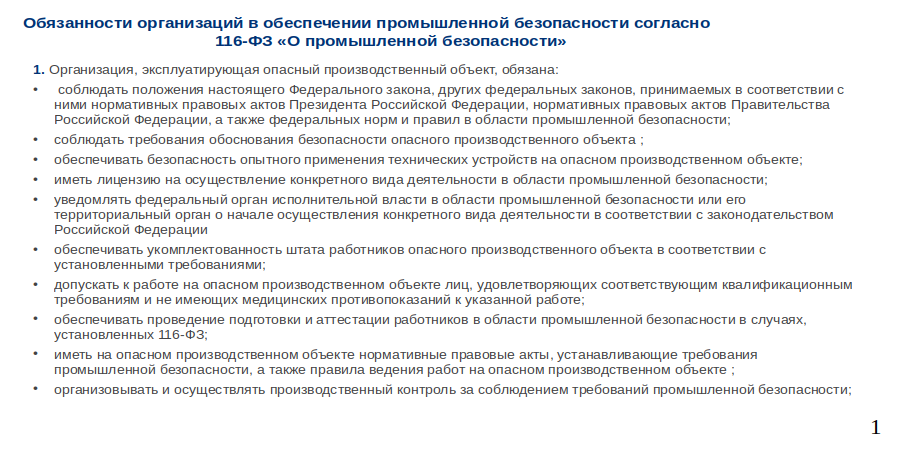 Обязанности организаций в обеспечении промышленной безопасности согласно
116-ФЗ «О промышленной безопасности»
1. Организация, эксплуатирующая опасный производственный объект, обязана:
• соблюдать положения настоящего Федерального закона, других федеральных законов, принимаемых в соответствии с
ними нормативных правовых актов Президента Российской Федерации, нормативных правовых актов Правительства
Российской Федерации, а также федеральных норм и правил в области промышленной безопасности;
• соблюдать требования обоснования безопасности опасного производственного объекта ;
• обеспечивать безопасность опытного применения технических устройств на опасном производственном объекте;
• иметь лицензию на осуществление конкретного вида деятельности в области промышленной безопасности;
• уведомлять федеральный орган исполнительной власти в области промышленной безопасности или его
территориальный орган о начале осуществления конкретного вида деятельности в соответствии с законодательством
Российской Федерации
• обеспечивать укомплектованность штата работников опасного производственного объекта в соответствии с
установленными требованиями;
• допускать к работе на опасном производственном объекте лиц, удовлетворяющих соответствующим квалификационным
требованиям и не имеющих медицинских противопоказаний к указанной работе;
• обеспечивать проведение подготовки и аттестации работников в области промышленной безопасности в случаях,
установленных 116-ФЗ;
• иметь на опасном производственном объекте нормативные правовые акты, устанавливающие требования
промышленной безопасности, а также правила ведения работ на опасном производственном объекте ;
• организовывать и осуществлять производственный контроль за соблюдением требований промышленной безопасности;
1